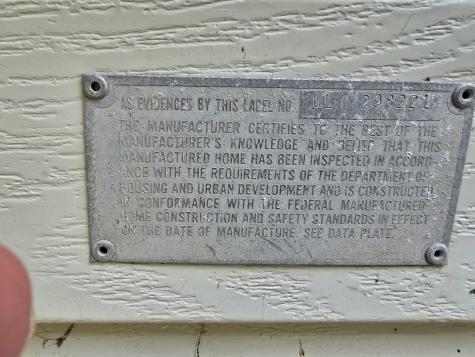 AS EVIDENCED BY THIS LABEL NO. ULI 298221
THE MANUFACTURER CERTIFIES TO THE BEST OF THE
MANUFACTURER'S KNOWLEDGE AND BELIEF THAT THIS
MANUFACTURED HOME HAS BEEN INSPECTED IN ACCORD-
ANCE WITH THE REQUIREMENTS OF THE DEPARTMENT OF
HOUSING AND URBAN DEVELOPMENT AND IS CONSTRUCTED
IN CONFORMANCE WITH THE FEDERAL MANUFACTURED
HOME CONSTRUCTION AND SAFETY STANDARDS IN EFFECT
ON THE DATE OF MANUFACTURE. SEE DATA PLATE.